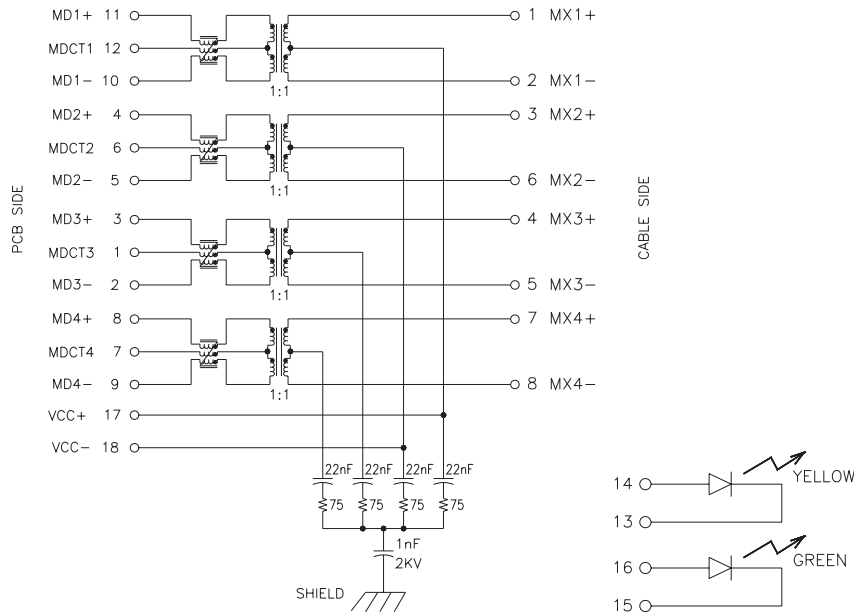 MD1+ 11 1 MX1+
MDCT1 12
MD1- 10 2 MX1-
1:1
MD2+ 4 3 MX2+
MDCT2 6
MD2- 5 6 MX2-
1:1
PCB SIDE
CABLE SIDE
MD3+ 3 4 MX3+
MDCT3 1
MD3- 2 5 MX3-
1:1
MD4+ 8 7 MX4+
MDCT4 7
MD4- 9 8 MX4-
1:1
VCC+ 17
VCC- 18
22nF 22nF 22nF 22nF
75 75 75 75
1nF
2KV
SHIELD
14 YELLOW
13
16 GREEN
15